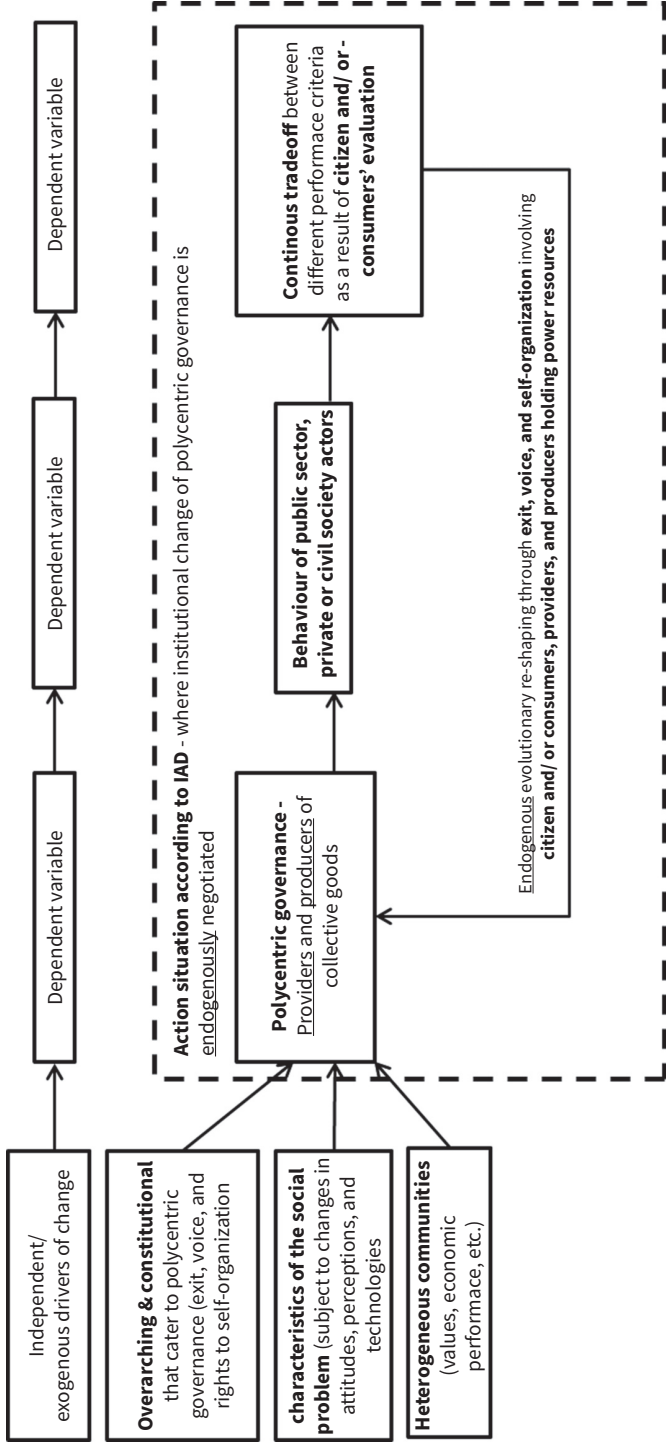 Independent/
exogenous drivers of change
Dependent variable
Dependent variable
Dependent variable
Overarching & constitutional
that cater to polycentric
governance (exit, voice, and
rights to self-organization
characteristics of the social
problem (subject to changes in
attitudes, perceptions, and
technologies
Heterogeneous communities
(values, economic
performace, etc.)
Action situation according to IAD - where institutional change of polycentric governance is
endogenously negotiated
Polycentric governance -
Providers and producers of
collective goods
Behaviour of public sector,
private or civil society actors
Continous tradeoff between
different performace criteria
as a result of citizen and/ or -
consumers’ evaluation
Endogenous evolutionary re-shaping through exit, voice, and self-organization involving
citizen and/ or consumers, providers, and producers holding power resources